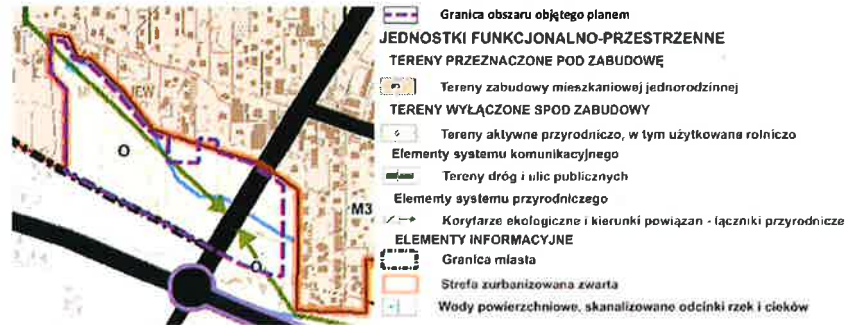 Granica obszaru objętego planem
JEDNOSTKI FUNKCJONALNO-PRZESTRZENNE
TERENY PRZEZNACZONE POD ZABUDOWĘ
Tereny zabudowy mieszkaniowej jednorodzinnej
TERENY WYŁĄCZONE SPOD ZABUDOWY
Tereny aktywne przyrodniczo, w tym użytkowane rolniczo
Elementy systemu komunikacyjnego
Tereny dróg i ulic publicznych
Elementy systemu przyrodniczego
Korytarze ekologiczne i kierunki powiązan - łączniki przyrodnicze
ELEMENTY INFORMACYJNE
Granica miasta
Strefa zurbanizowana zwarta
Wody powierzchniowe, skanalizowane odcinki rzek i cieków
O
M3
O